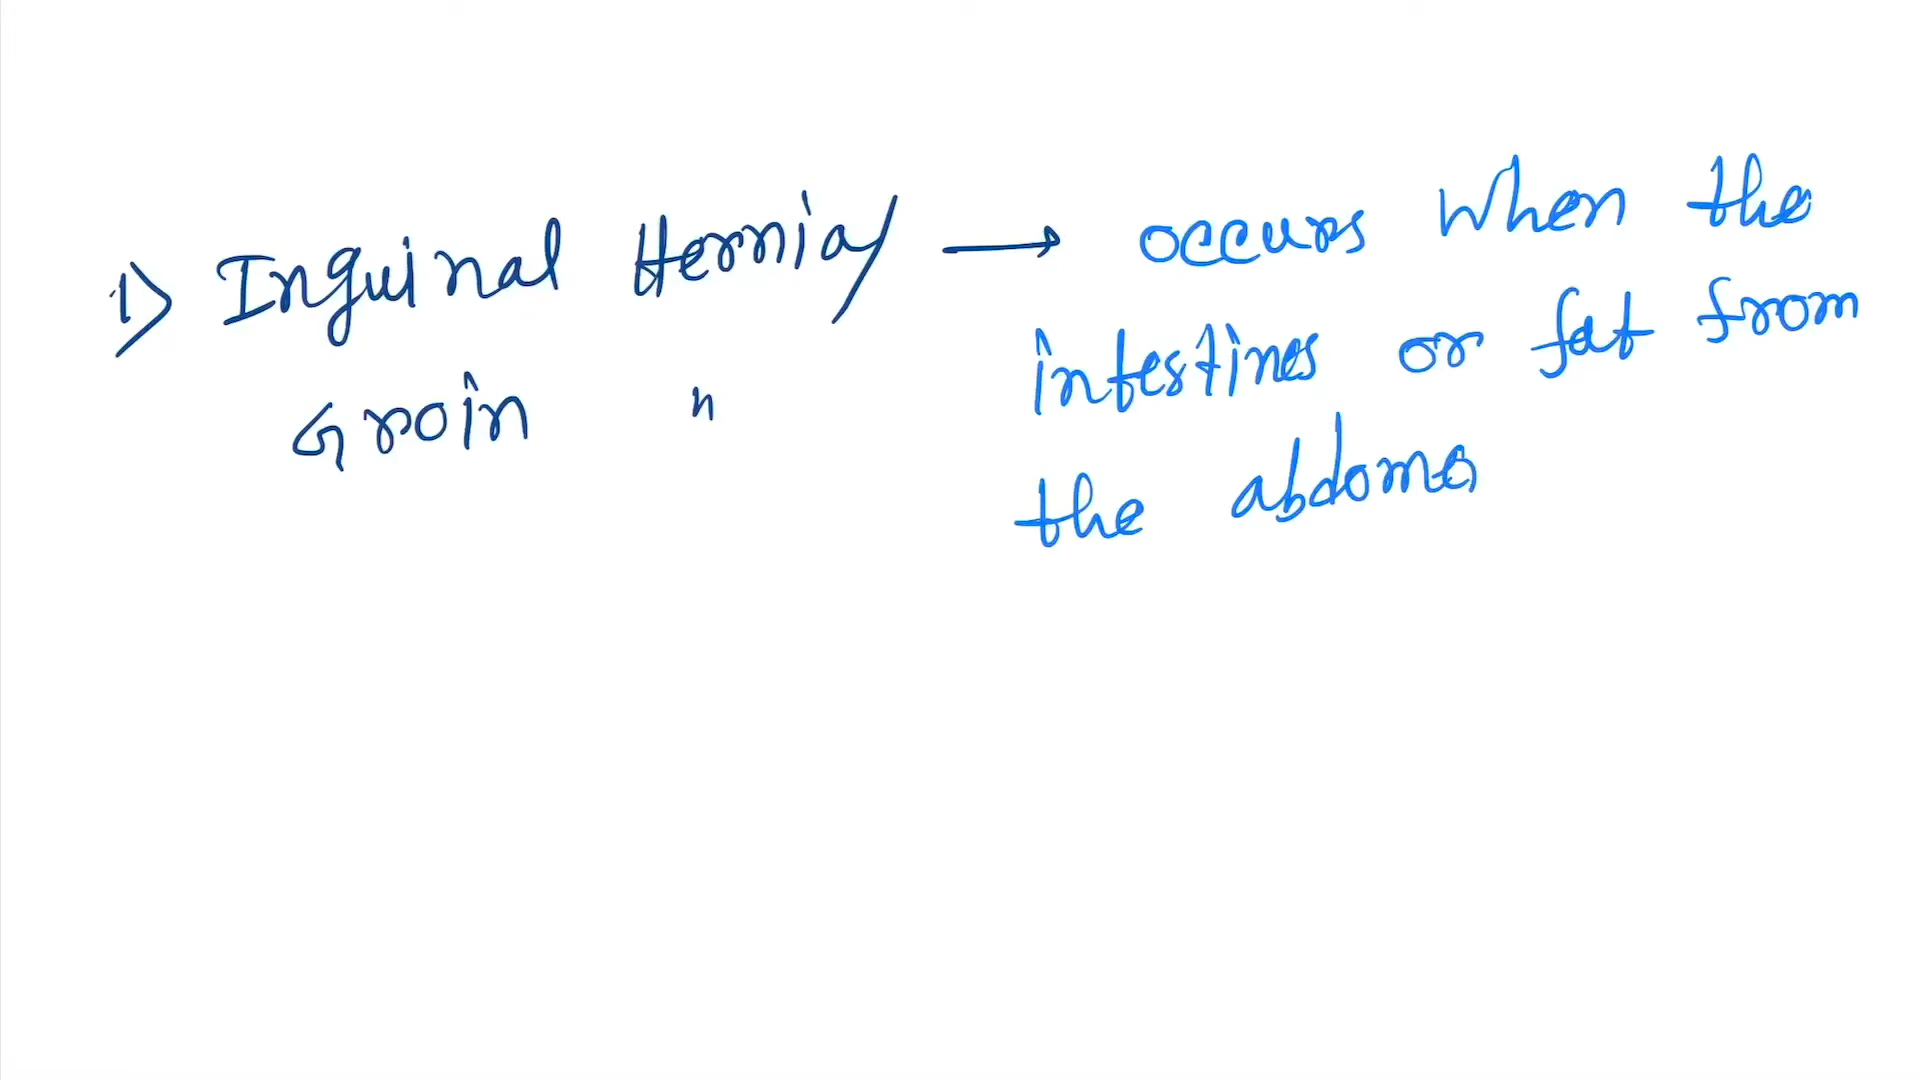 1) Inguinal Hernia/ → occurs when the
Groin "
intestines or fat from
the abdome